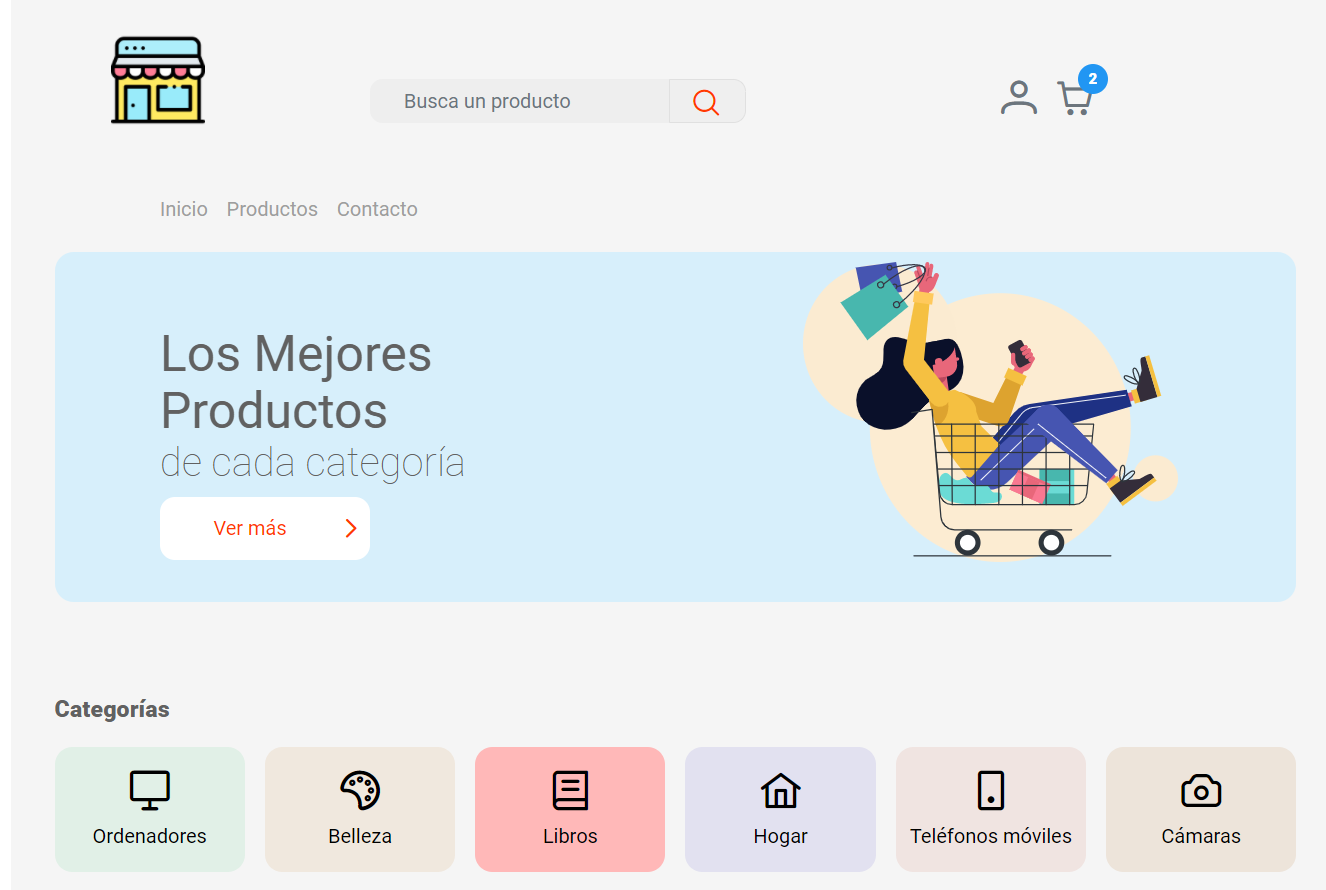 Busca un producto
2
Inicio Productos Contacto
Los Mejores
Productos
de cada categoría
Ver más
Categorías
Ordenadores
Belleza
Libros
Hogar
Teléfonos móviles
Cámaras